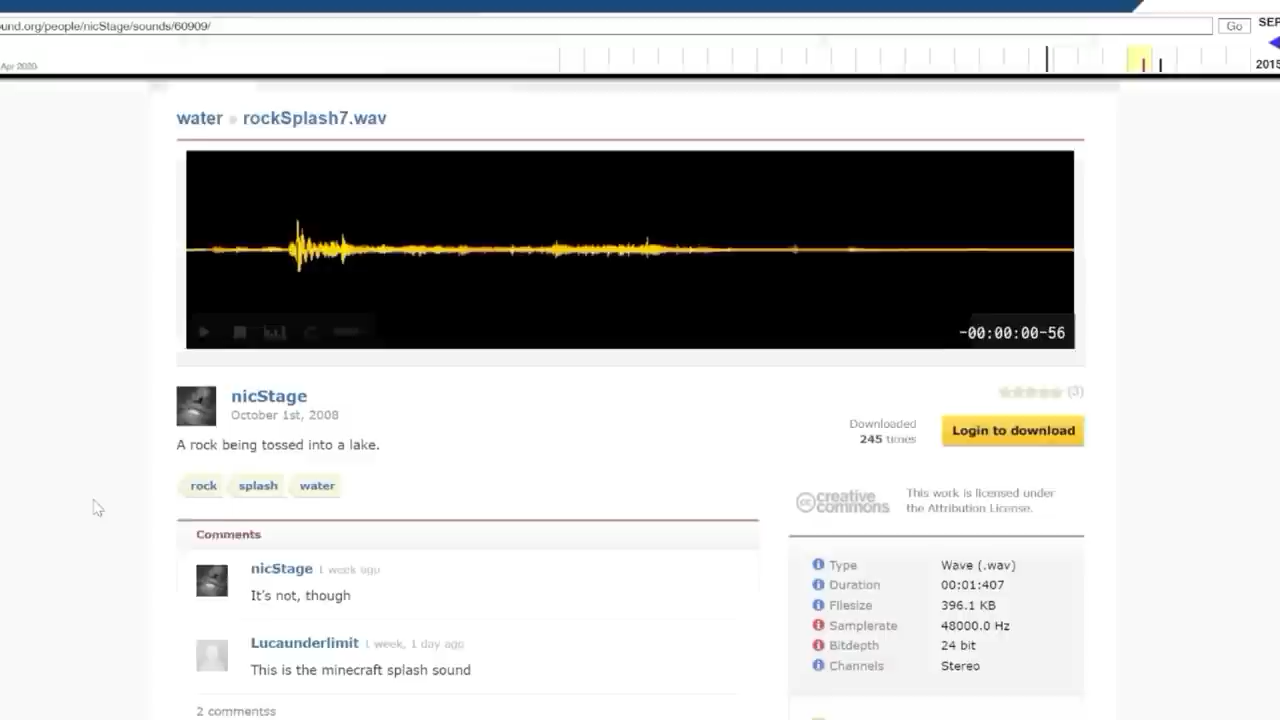 und.org/people/nicStage/sounds/60909/
Go
SEP
Apr 2020
2015
water rockSplash7.wav
-00:00:00-56
nicStage
October 1st, 2008
(3)
A rock being tossed into a lake.
Downloaded
245 times
Login to download
rock splash water
cc creative commons
This work is licensed under
the Attribution License.
Comments
nicStage 1 week ago
It's not, though
Lucaunderlimit 1 week, 1 day ago
This is the minecraft splash sound
2 commentss
Type Wave (.wav)
Duration 00:01:407
Filesize 396.1 KB
Samplerate 48000.0 Hz
Bitdepth 24 bit
Channels Stereo